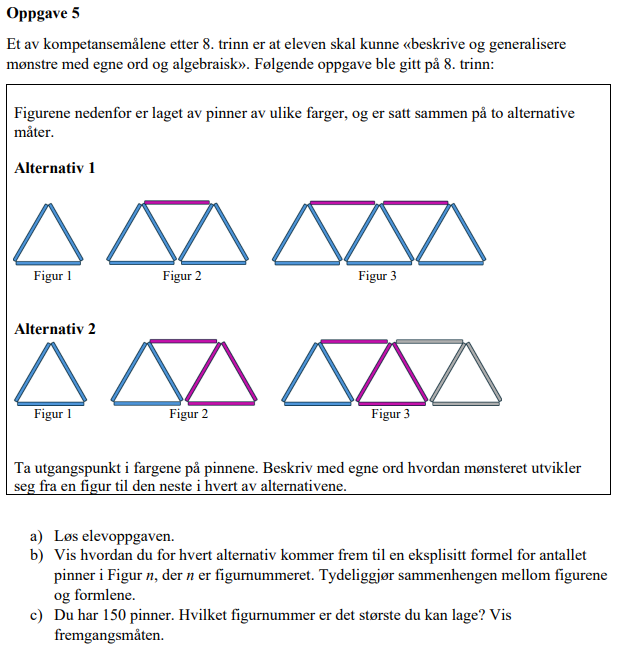 Oppgave 5
Et av kompetansemålene etter 8. trinn er at eleven skal kunne «beskrive og generalisere
mønstre med egne ord og algebraisk». Følgende oppgave ble gitt på 8. trinn:
Figurene nedenfor er laget av pinner av ulike farger, og er satt sammen på to alternative
måter.
Alternativ 1
Figur 1 Figur 2 Figur 3
Alternativ 2
Figur 1 Figur 2 Figur 3
Ta utgangspunkt i fargene på pinnene. Beskriv med egne ord hvordan mønsteret utvikler
seg fra en figur til den neste i hvert av alternativene.
a) Løs elevoppgaven.
b) Vis hvordan du for hvert alternativ kommer frem til en eksplisitt formel for antallet
pinner i Figur n, der n er figurnummeret. Tydeliggjør sammenhengen mellom figurene
og formlene.
c) Du har 150 pinner. Hvilket figurnummer er det største du kan lage? Vis
fremgangsmåten.